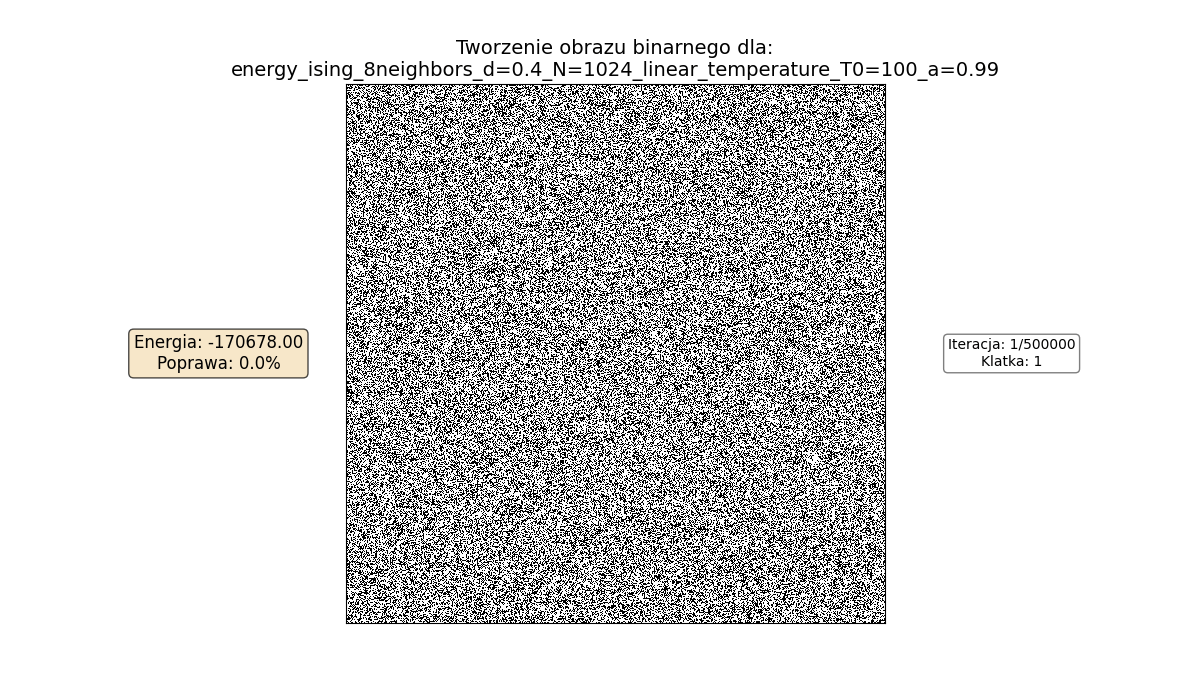 Tworzenie obrazu binarnego dla:
energy_ising_8neighbors_d=0.4_N=1024_linear_temperature_T0=100_a=0.99
Energia: -170678.00
Poprawa: 0.0%
Iteracja: 1/500000
Klatka: 1